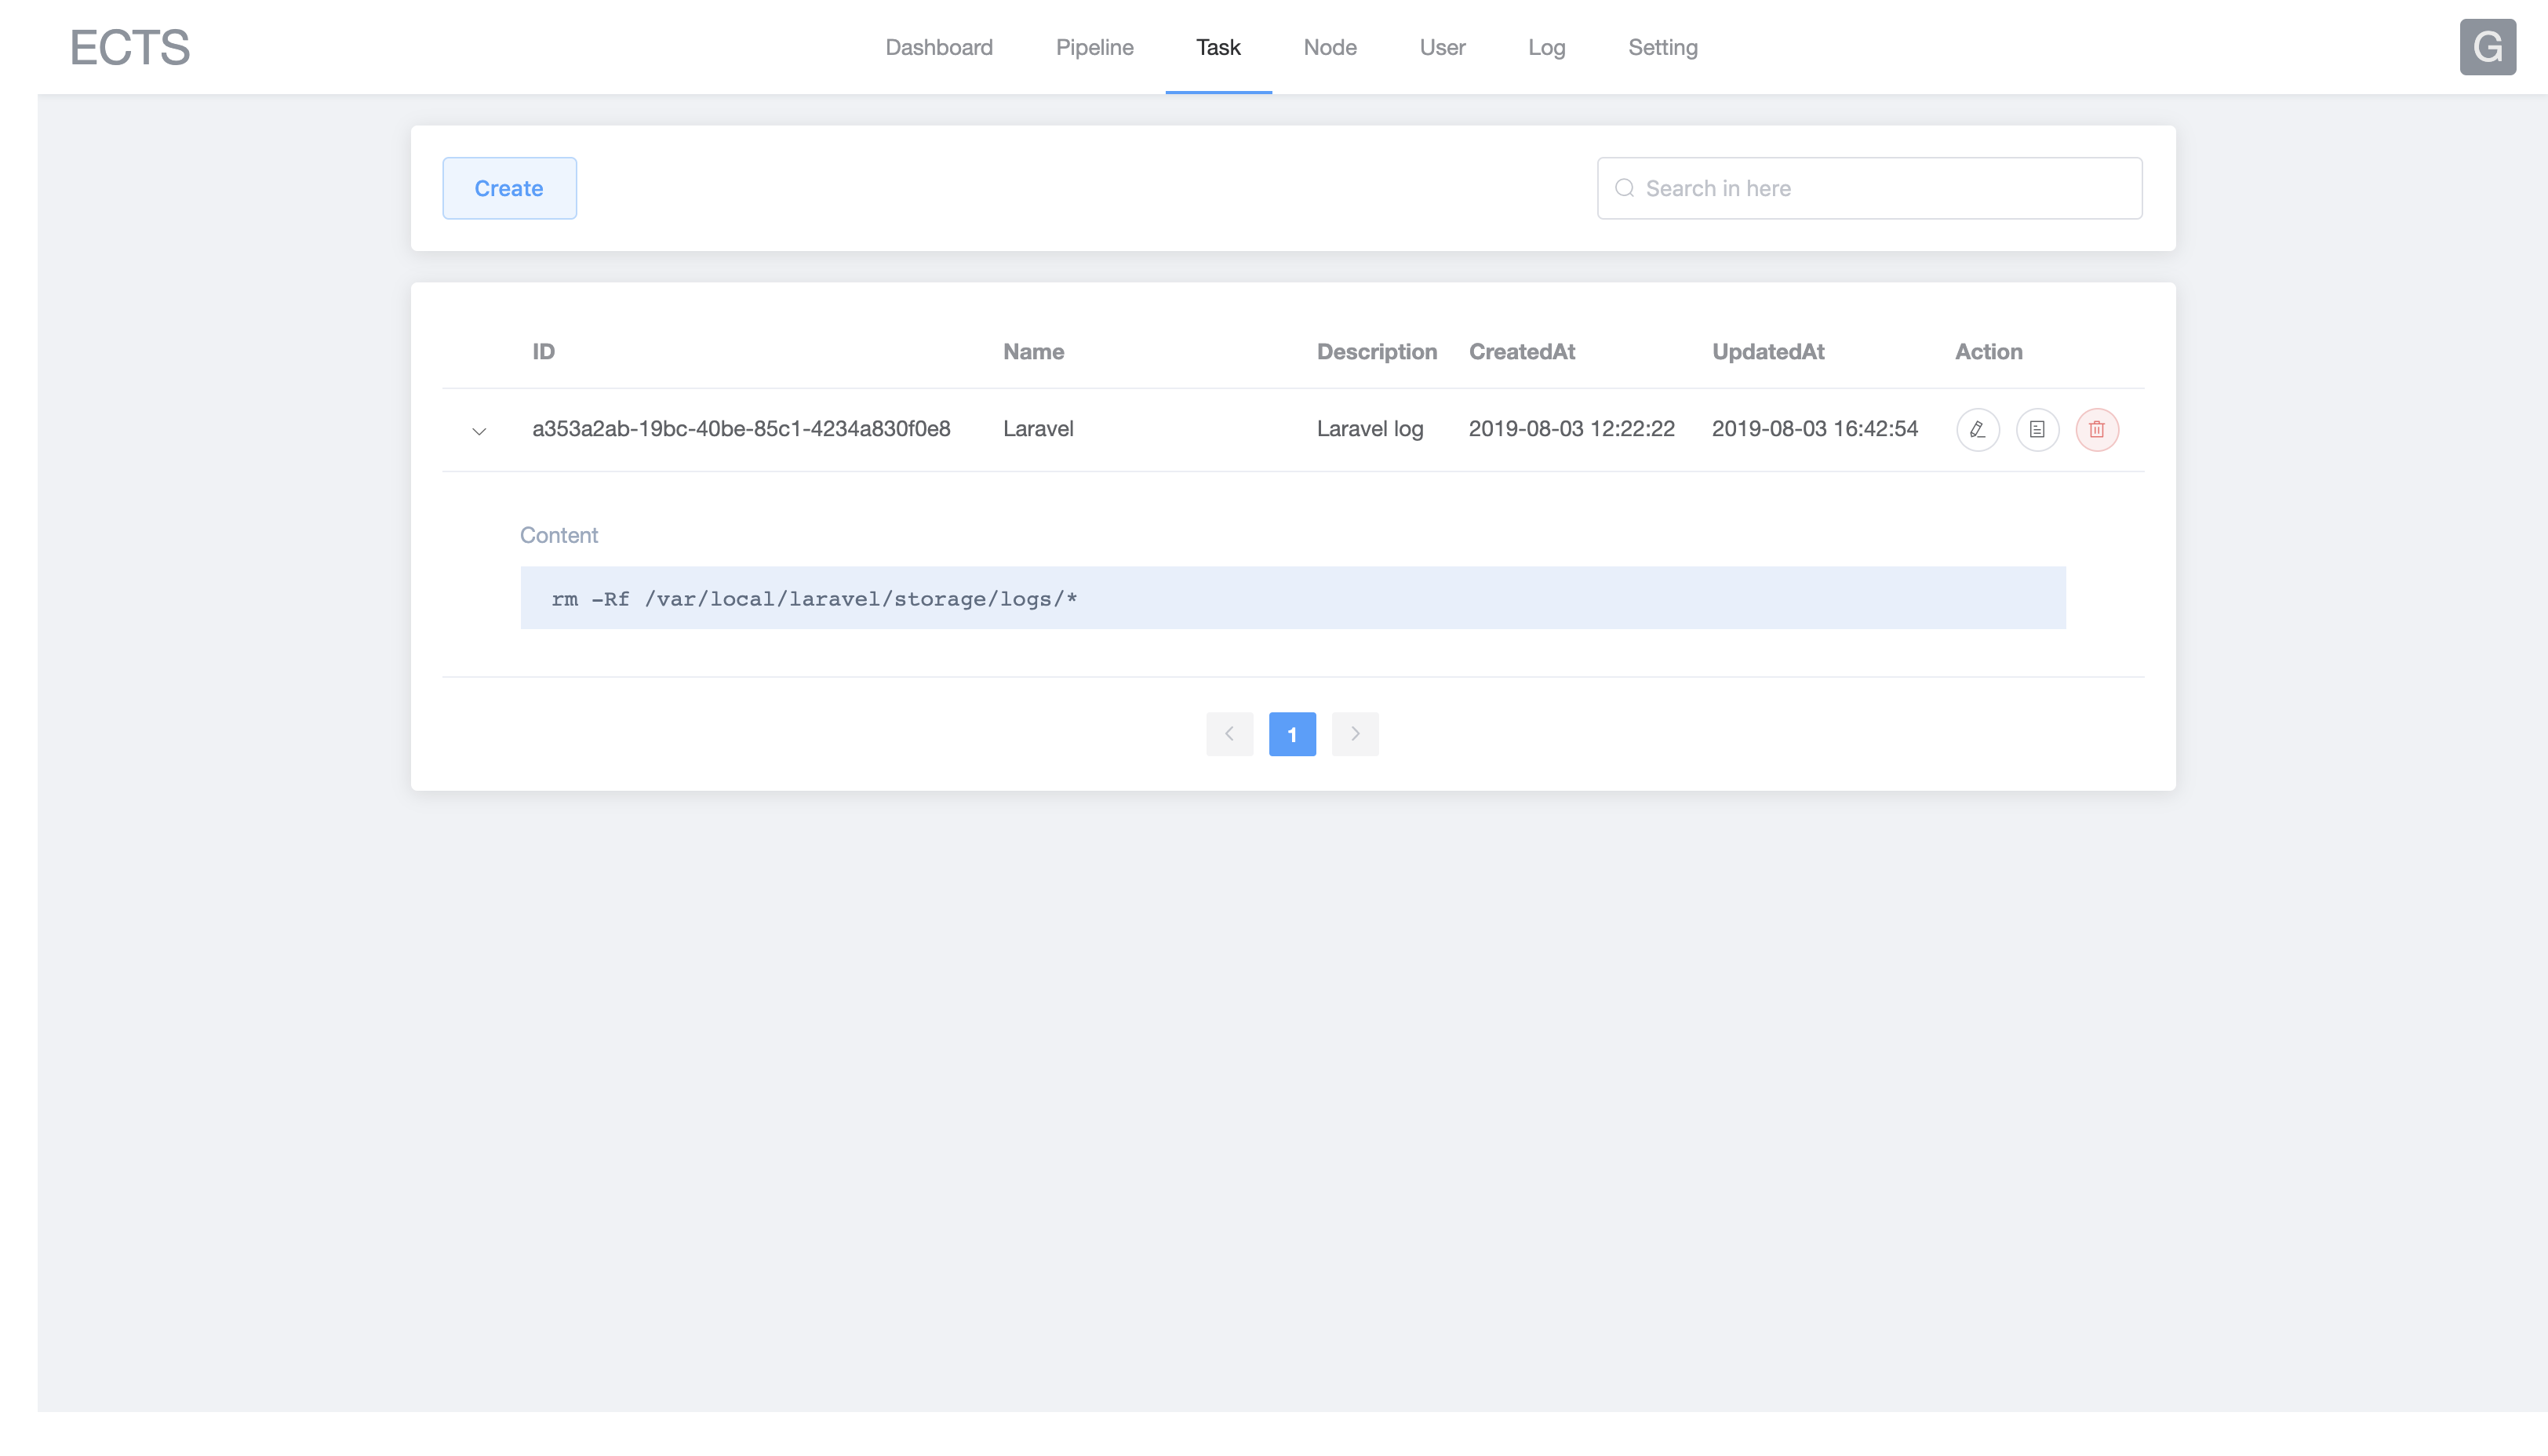 ECTS Dashboard Pipeline Task Node User Log Setting G
Create Search in here
ID Name Description CreatedAt UpdatedAt Action
a353a2ab-19bc-40be-85c1-4234a830f0e8 Laravel Laravel log 2019-08-03 12:22:22 2019-08-03 16:42:54
Content
rm -Rf /var/local/laravel/storage/logs/*
1